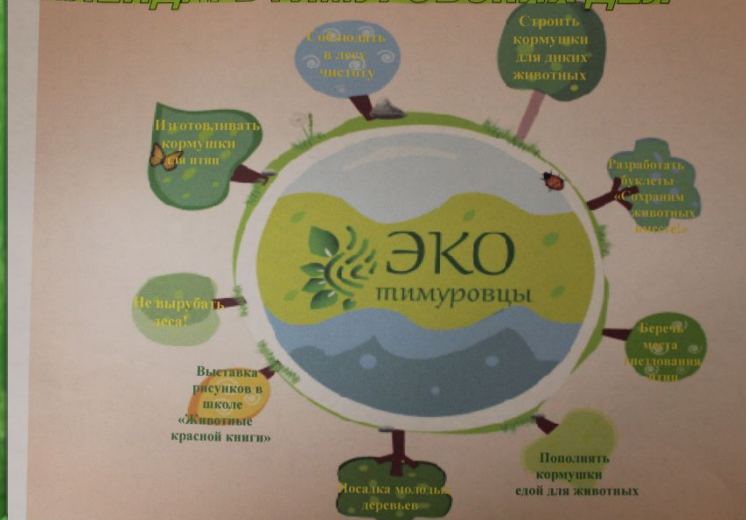 Соблюдать
в лесу
чистоту
Строить
кормушки
для диких
животных
Изготовливать
кормушки
для птиц
Разработать
буклеты
«Сохраним
животных
вместе!»
ЭКО
тимуровцы
Не вырубать
леса!
Беречь
места
гнездования
птиц
Выставка
рисунков в
школе
«Животные
красной книги»
Пополнять
кормушки
едой для животных
Посадка молодых
деревьев